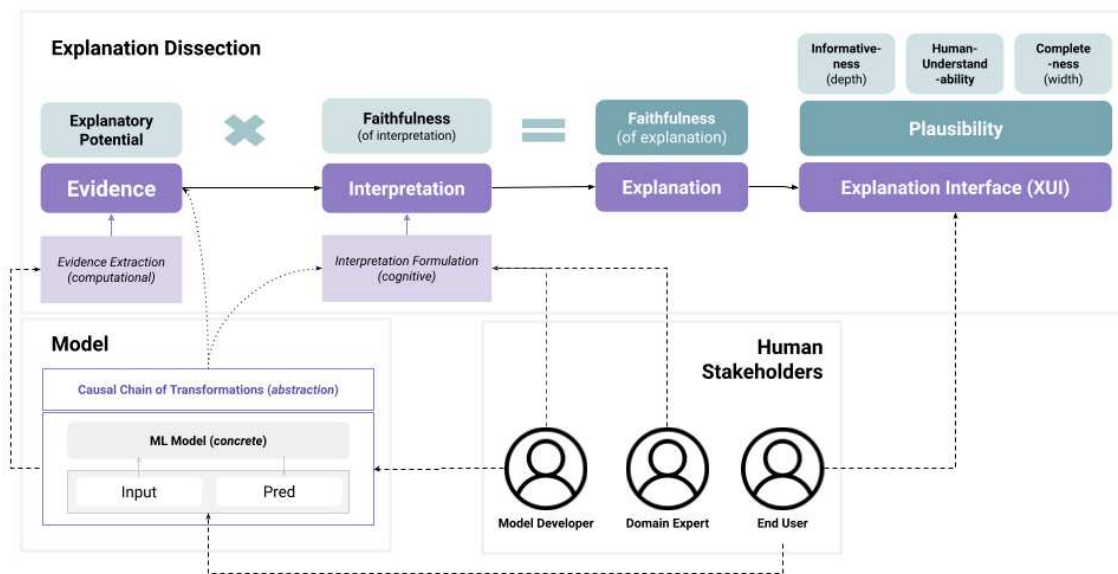 Explanation Dissection
Informative-
ness
(depth)
Human-
Understand
-ability
Complete
-ness
(width)
Explanatory
Potential
Faithfulness
(of interpretation)
Faithfulness
(of explanation)
Plausibility
Evidence
Interpretation
Explanation
Explanation Interface (XUI)
Evidence Extraction
(computational)
Interpretation Formulation
(cognitive)
Model
Causal Chain of Transformations (abstraction)
ML Model (concrete)
Input
Pred
Human
Stakeholders
Model Developer
Domain Expert
End User